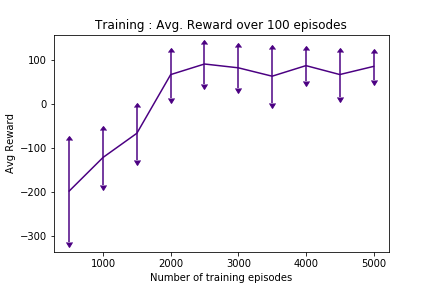 Training : Avg. Reward over 100 episodes
Avg Reward
100
0
−100
−200
−300
1000 2000 3000 4000 5000
Number of training episodes